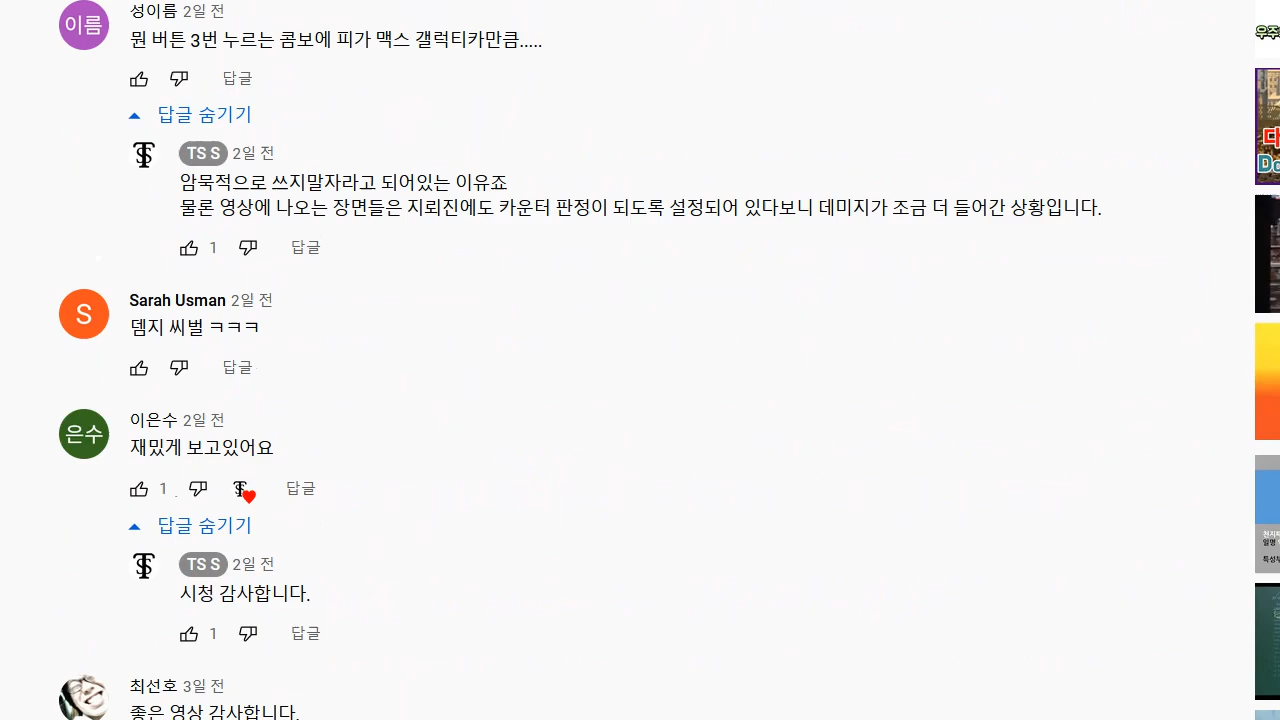 이름
성이름 2일 전
뭔 버튼 3번 누르는 콤보에 피가 맥스 갤럭티카만큼.....
답글
답글 숨기기
TS S 2일 전
암묵적으로 쓰지말자라고 되어있는 이유죠
물론 영상에 나오는 장면들은 지뢰진에도 카운터 판정이 되도록 설정되어 있다보니 데미지가 조금 더 들어간 상황입니다.
1 답글
S
Sarah Usman 2일 전
뎀지 씨벌 ㅋㅋㅋ
답글
은수
이은수 2일 전
재밌게 보고있어요
1 답글
답글 숨기기
TS S 2일 전
시청 감사합니다.
1 답글
최선호 3일 전
좋은 영상 감사합니다.